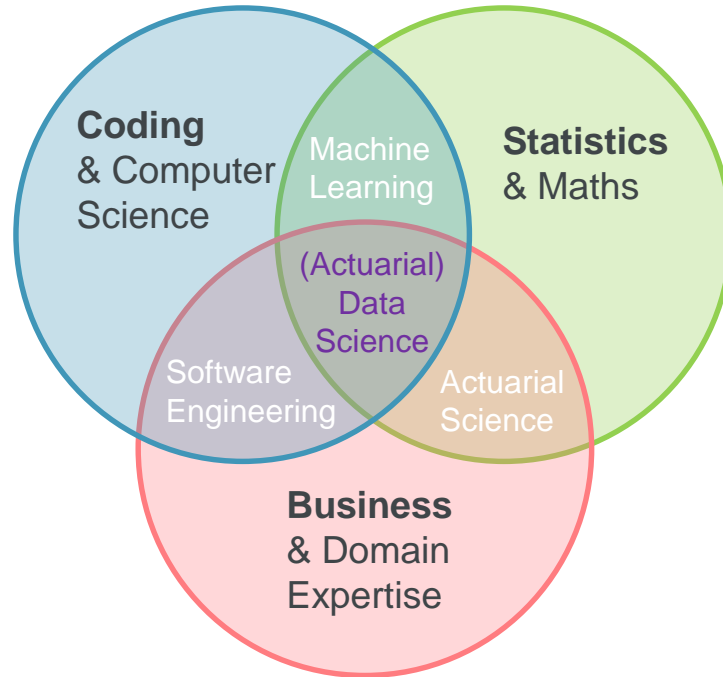 Coding
& Computer
Science
Machine
Learning
Statistics
& Maths
(Actuarial)
Data
Science
Software
Engineering
Actuarial
Science
Business
& Domain
Expertise